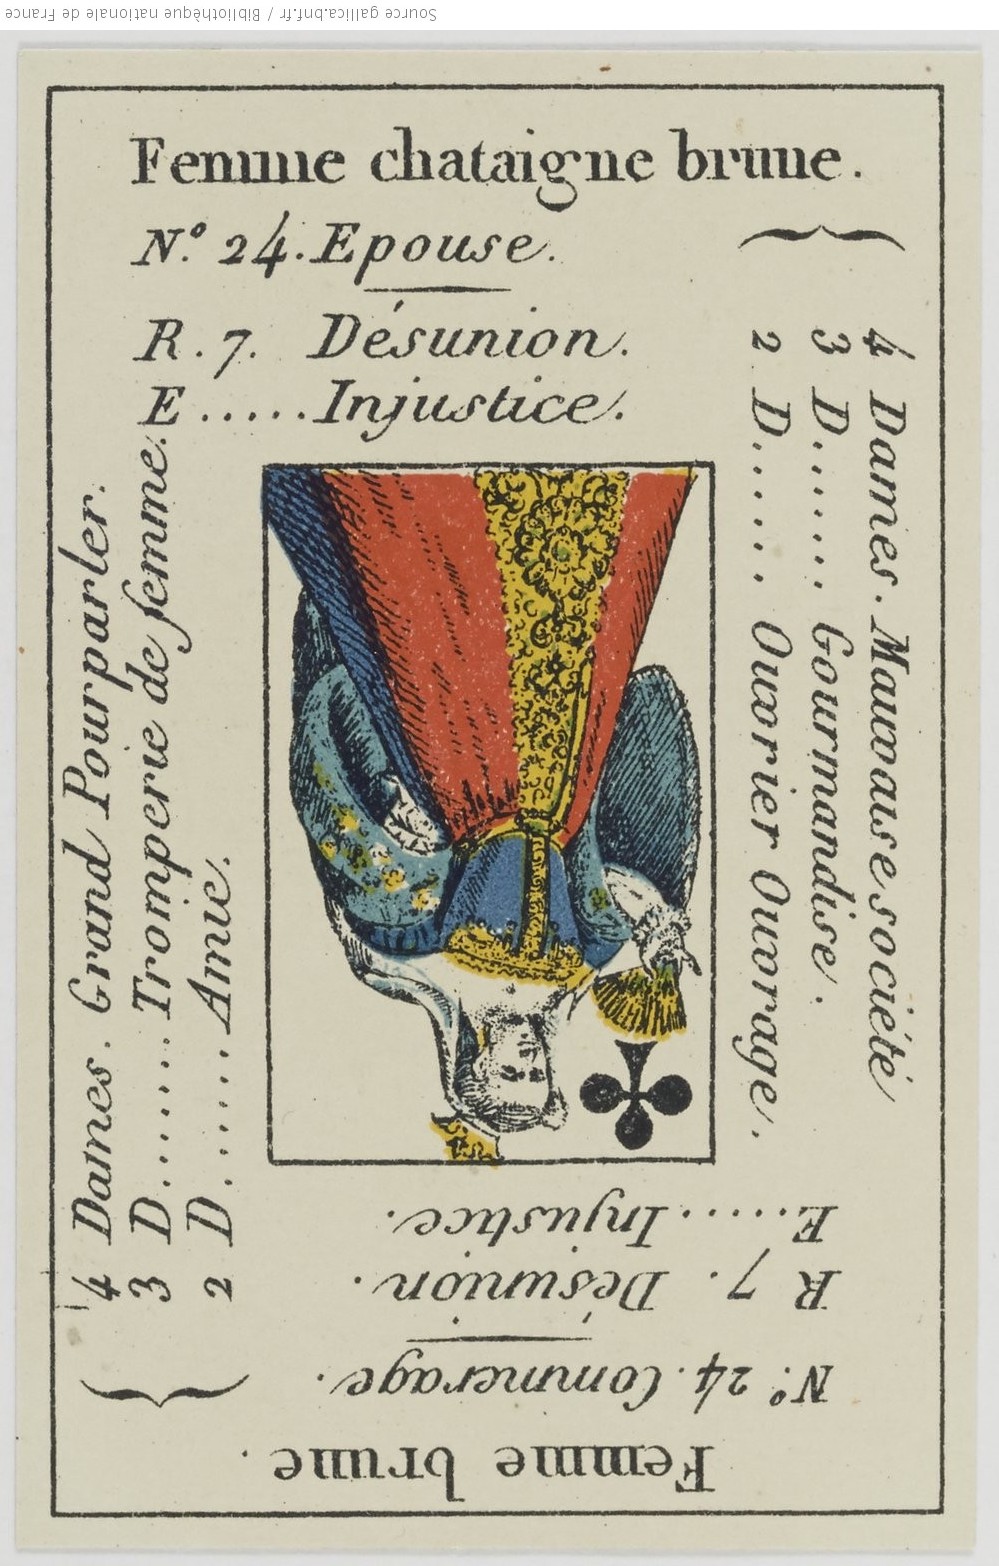 Source gallica.bnf.fr / Bibliothèque nationale de France
Femme chataigne brune.
N.º 24. Epouse.
R. 7. Désunion.
E.....Injustice.
4 Dames. Mauvause société
3 D...... Gourmandise.
2 D..... Ouvorier Ouvorage.
4 Dames. Grand Pourparler.
3 D....... Tromperie de femme.
2 D...... Amie.
Femme brune.
N.º 24. Commerage.
R 7. Désunion.
E.....Injustice.